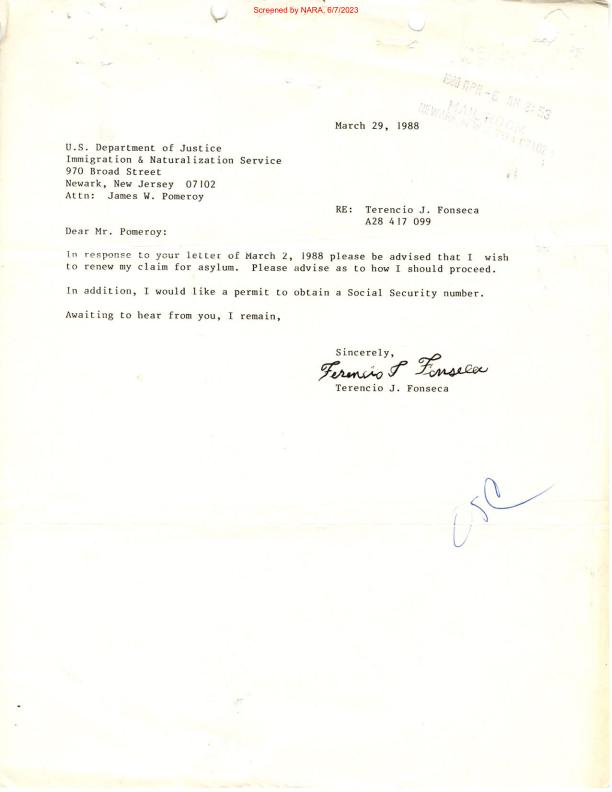 Screened by NARA, 6/7/2023
1988 APR -6 AM 8:53
MAIL ROOM
March 29, 1988
U.S. Department of Justice
Immigration & Naturalization Service
970 Broad Street
Newark, New Jersey 07102
Attn: James W. Pomeroy
RE: Terencio J. Fonseca
A28 417 099
Dear Mr. Pomeroy:
In response to your letter of March 2, 1988 please be advised that I wish
to renew my claim for asylum. Please advise as to how I should proceed.
In addition, I would like a permit to obtain a Social Security number.
Awaiting to hear from you, I remain,
Sincerely,
Terencio J Fonseca
Terencio J. Fonseca